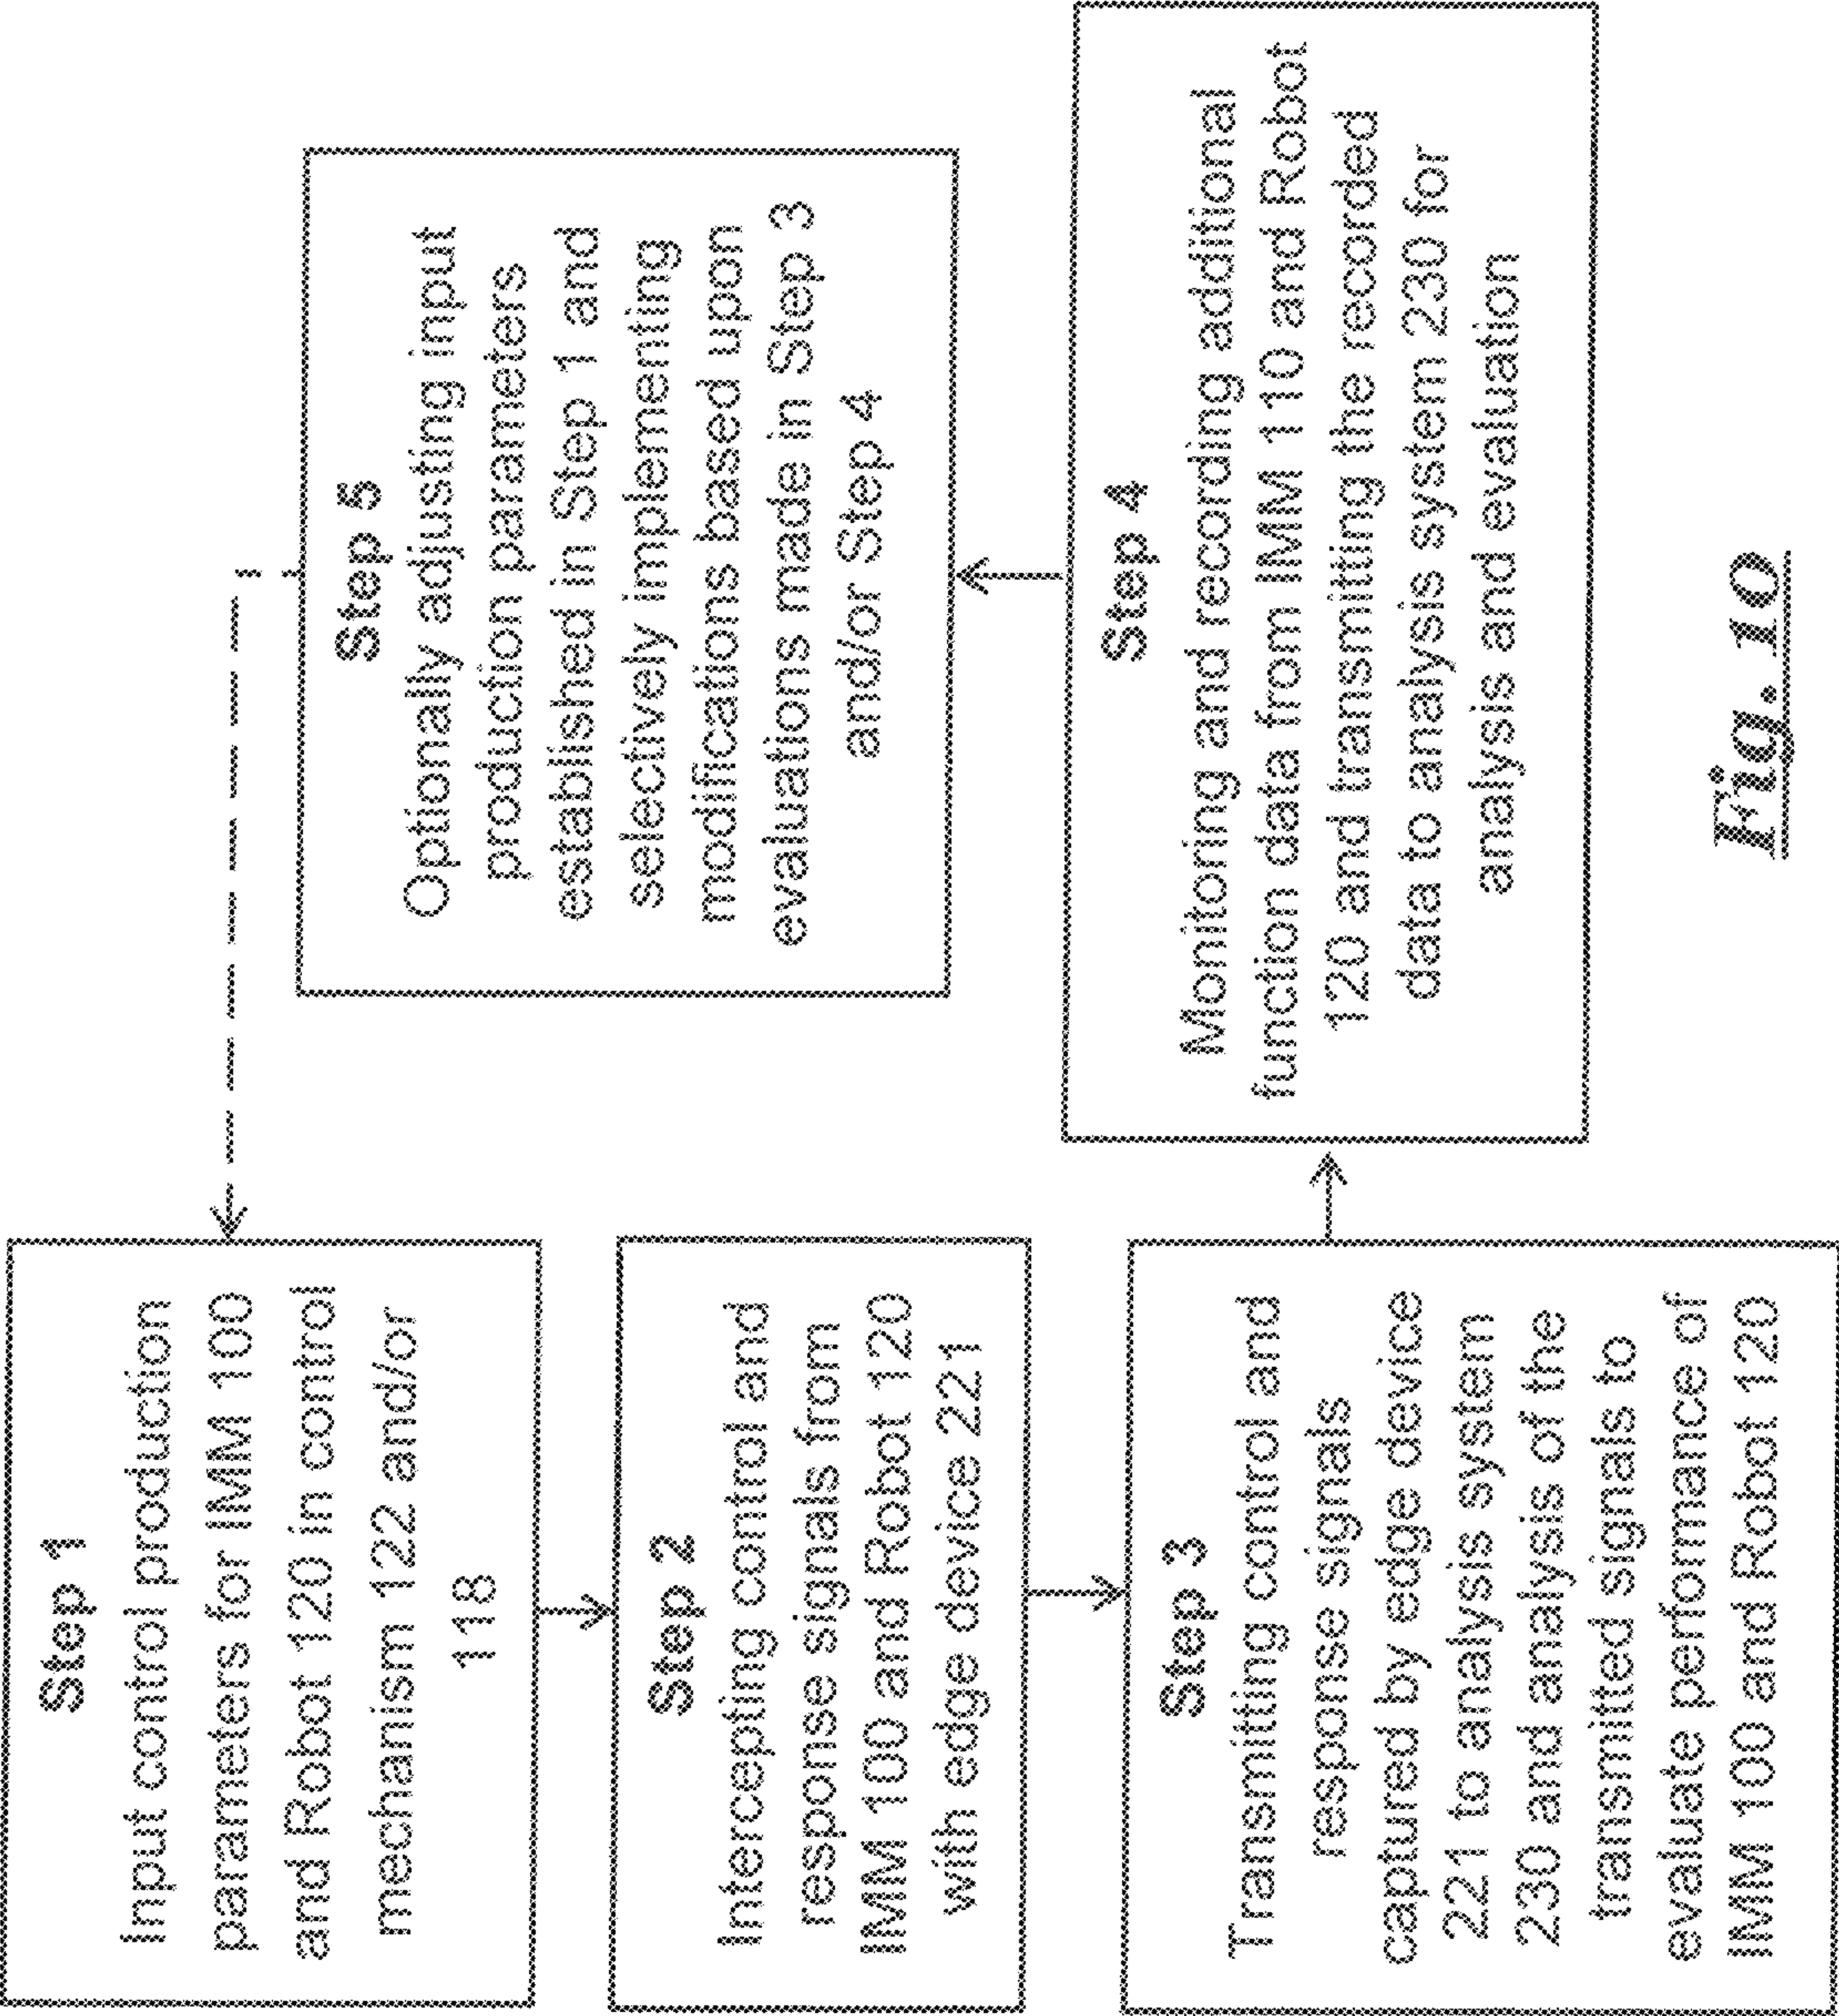 Step 1
Input control production
parameters for IMM 100
and Robot 120 in control
mechanism 122 and/or
118
Step 2
Intercepting control and
response signals from
IMM 100 and Robot 120
with edge device 221
Step 3
Transmitting control and
response signals
captured by edge device
221 to analysis system
230 and analysis of the
transmitted signals to
evaluate performance of
IMM 100 and Robot 120
Step 4
Monitoring and recording additional
function data from IMM 110 and Robot
120 and transmitting the recorded
data to analysis system 230 for
analysis and evaluation
Step 5
Optionally adjusting input
production parameters
established in Step 1 and
selectively implementing
modifications based upon
evaluations made in Step 3
and/or Step 4
Fig. 10